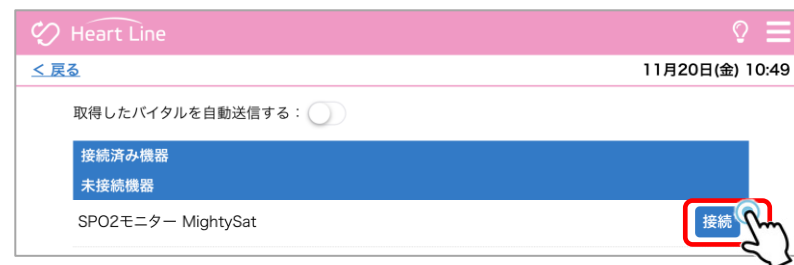 Heart Line
< 戻る
11月20日(金) 10:49
取得したバイタルを自動送信する：
接続済み機器
未接続機器
SPO2モニター MightySat
接続